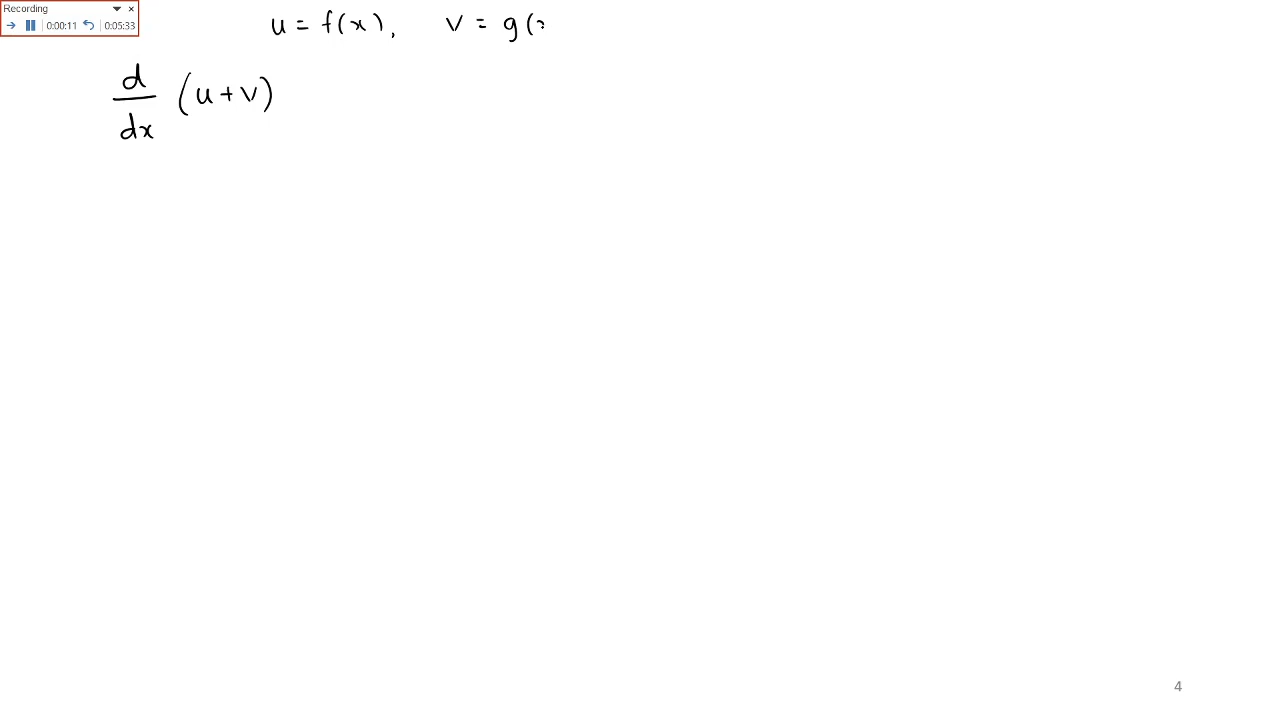 Recording
0:00:11 0:05:33
u = f(x), v = g(
d/dx (u+v)
4